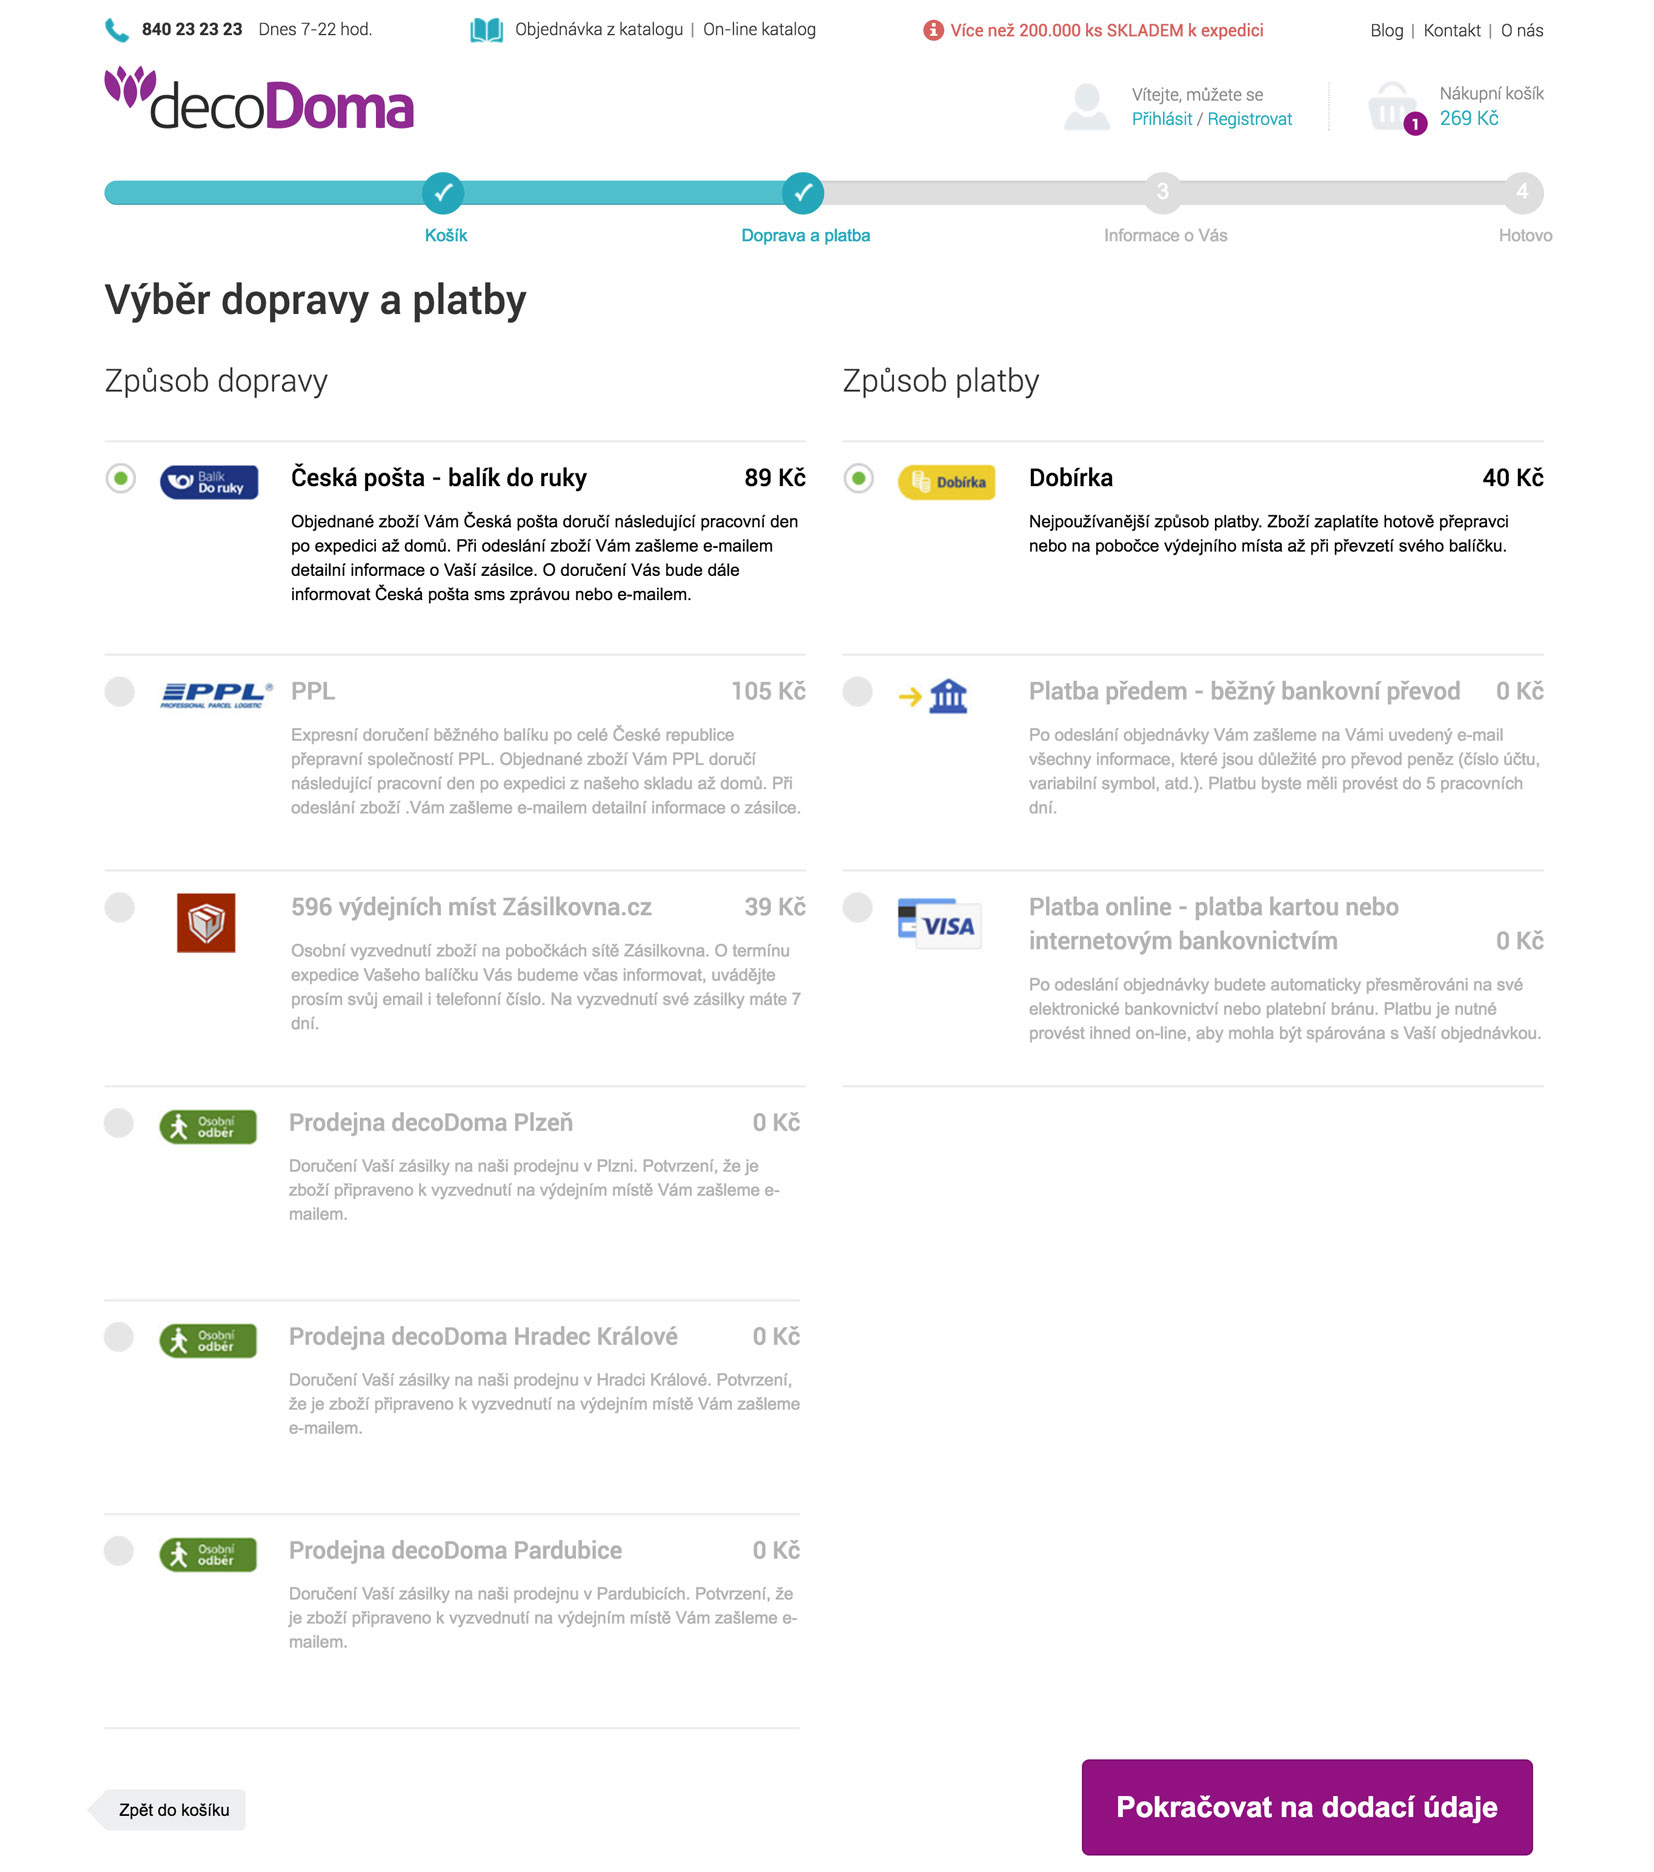 840 23 23 23 Dnes 7-22 hod.
Objednávka z katalogu | On-line katalog
Více než 200.000 ks SKLADEM k expedici
Blog | Kontakt | O nás
decoDoma
Vítejte, můžete se
Přihlásit / Registrovat
Nákupní košík
1
269 Kč
3
4
Košík
Doprava a platba
Informace o Vás
Hotovo
Výběr dopravy a platby
Způsob dopravy
Balík
Do ruky
Česká pošta - balík do ruky 89 Kč
Objednané zboží Vám Česká pošta doručí následující pracovní den
po expedici až domů. Při odeslání zboží Vám zašleme e-mailem
detailní informace o Vaší zásilce. O doručení Vás bude dále
informovat Česká pošta sms zprávou nebo e-mailem.
PPL
PROFESSIONAL PARCEL LOGISTIC
PPL 105 Kč
Expresní doručení běžného balíku po celé České republice
přepravní společností PPL. Objednané zboží Vám PPL doručí
následující pracovní den po expedici z našeho skladu až domů. Při
odeslání zboží .Vám zašleme e-mailem detailní informace o zásilce.
596 výdejních míst Zásilkovna.cz 39 Kč
Osobní vyzvednutí zboží na pobočkách sítě Zásilkovna. O termínu
expedice Vašeho balíčku Vás budeme včas informovat, uvádějte
prosím svůj email i telefonní číslo. Na vyzvednutí své zásilky máte 7
dní.
Osobní
odběr
Prodejna decoDoma Plzeň 0 Kč
Doručení Vaší zásilky na naši prodejnu v Plzni. Potvrzení, že je
zboží připraveno k vyzvednutí na výdejním místě Vám zašleme e-
mailem.
Osobní
odběr
Prodejna decoDoma Hradec Králové 0 Kč
Doručení Vaší zásilky na naši prodejnu v Hradci Králové. Potvrzení,
že je zboží připraveno k vyzvednutí na výdejním místě Vám zašleme
e-mailem.
Osobní
odběr
Prodejna decoDoma Pardubice 0 Kč
Doručení Vaší zásilky na naši prodejnu v Pardubicích. Potvrzení, že
je zboží připraveno k vyzvednutí na výdejním místě Vám zašleme e-
mailem.
Způsob platby
Dobírka
Dobírka 40 Kč
Nejpoužívanější způsob platby. Zboží zaplatíte hotově přepravci
nebo na pobočce výdejního místa až při převzetí svého balíčku.
Platba předem - běžný bankovní převod 0 Kč
Po odeslání objednávky Vám zašleme na Vámi uvedený e-mail
všechny informace, které jsou důležité pro převod peněz (číslo účtu,
variabilní symbol, atd.). Platbu byste měli provést do 5 pracovních
dní.
VISA
Platba online - platba kartou nebo
internetovým bankovnictvím 0 Kč
Po odeslání objednávky budete automaticky přesměrováni na své
elektronické bankovnictví nebo platební bránu. Platbu je nutné
provést ihned on-line, aby mohla být spárována s Vaší objednávkou.
Zpět do košíku
Pokračovat na dodací údaje